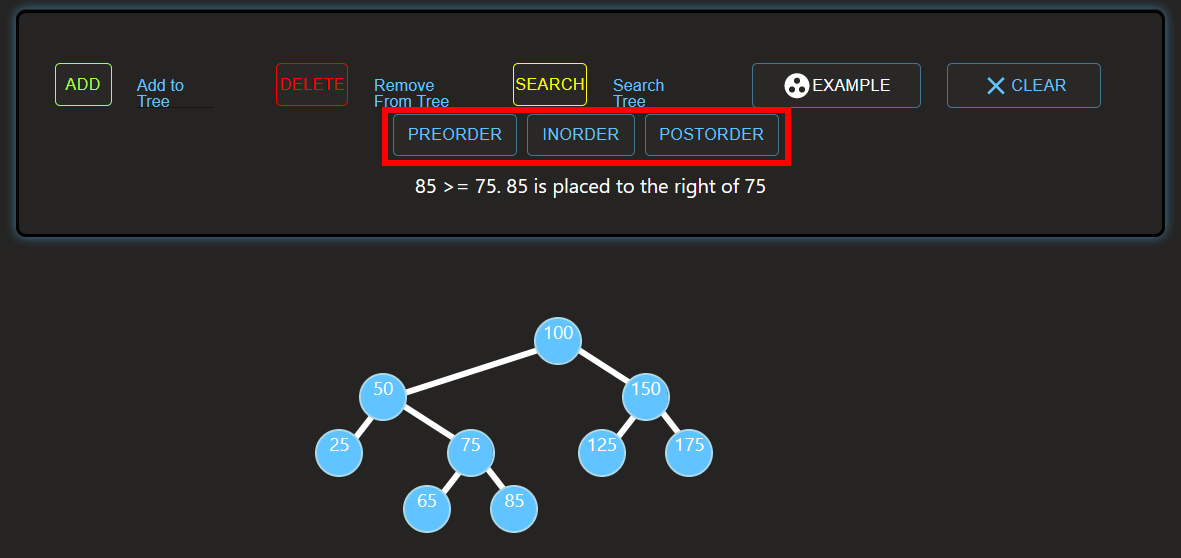 ADD
Add to
Tree
DELETE
Remove
From Tree
SEARCH
Search
Tree
EXAMPLE
CLEAR
PREORDER INORDER POSTORDER
85 >= 75. 85 is placed to the right of 75
100
50 150
25 75 125 175
65 85